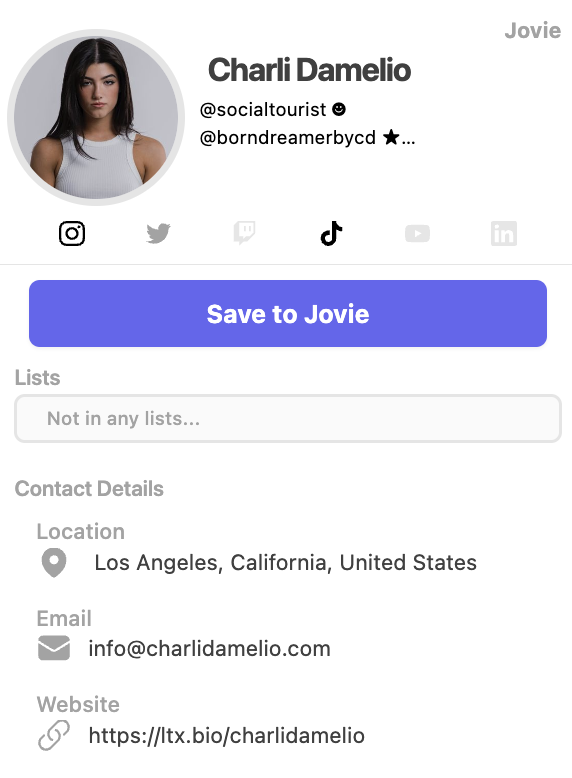 Jovie
Charli Damelio
@socialtourist ☻
@borndreamerbycd ★...
Save to Jovie
Lists
Not in any lists...
Contact Details
Location
Los Angeles, California, United States
Email
info@charlidamelio.com
Website
https://ltx.bio/charlidamelio